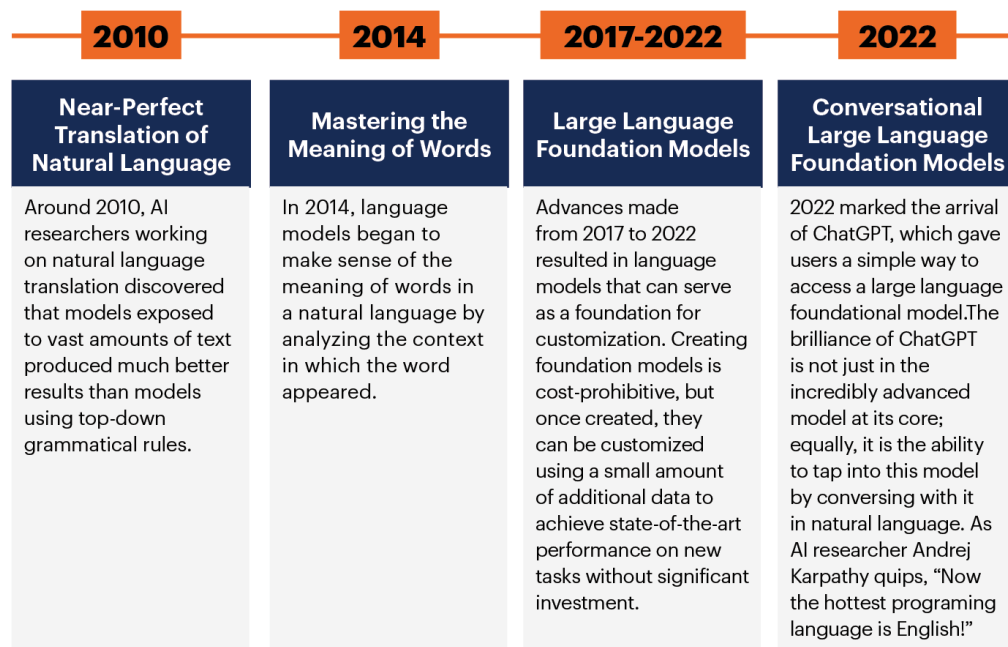 2010
2014
2017-2022
2022
Near-Perfect
Translation of
Natural Language
Around 2010, AI
researchers working
on natural language
translation discovered
that models exposed
to vast amounts of text
produced much better
results than models
using top-down
grammatical rules.
Mastering the
Meaning of Words
In 2014, language
models began to
make sense of the
meaning of words in
a natural language by
analyzing the context
in which the word
appeared.
Large Language
Foundation Models
Advances made
from 2017 to 2022
resulted in language
models that can serve
as a foundation for
customization. Creating
foundation models is
cost-prohibitive, but
once created, they
can be customized
using a small amount
of additional data to
achieve state-of-the-art
performance on new
tasks without significant
investment.
Conversational
Large Language
Foundation Models
2022 marked the arrival
of ChatGPT, which gave
users a simple way to
access a large language
foundational model.The
brilliance of ChatGPT
is not just in the
incredibly advanced
model at its core;
equally, it is the ability
to tap into this model
by conversing with it
in natural language. As
AI researcher Andrej
Karpathy quips, “Now
the hottest programing
language is English!”